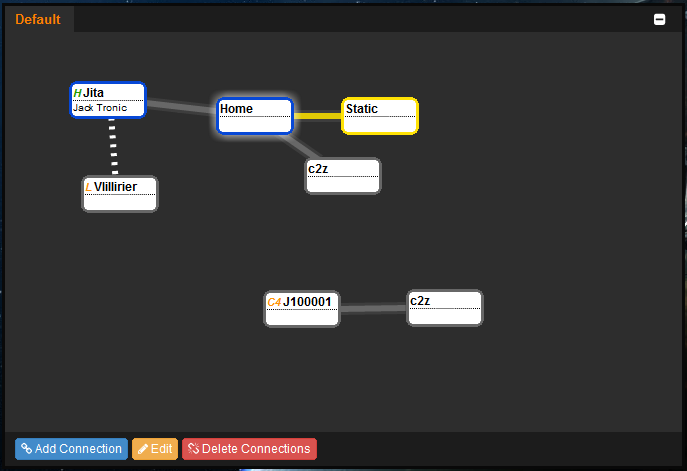 Default
H Jita
Jack Tronic
Home
Static
c2z
L Vlillirier
C4 J100001
c2z
Add Connection
Edit
Delete Connections